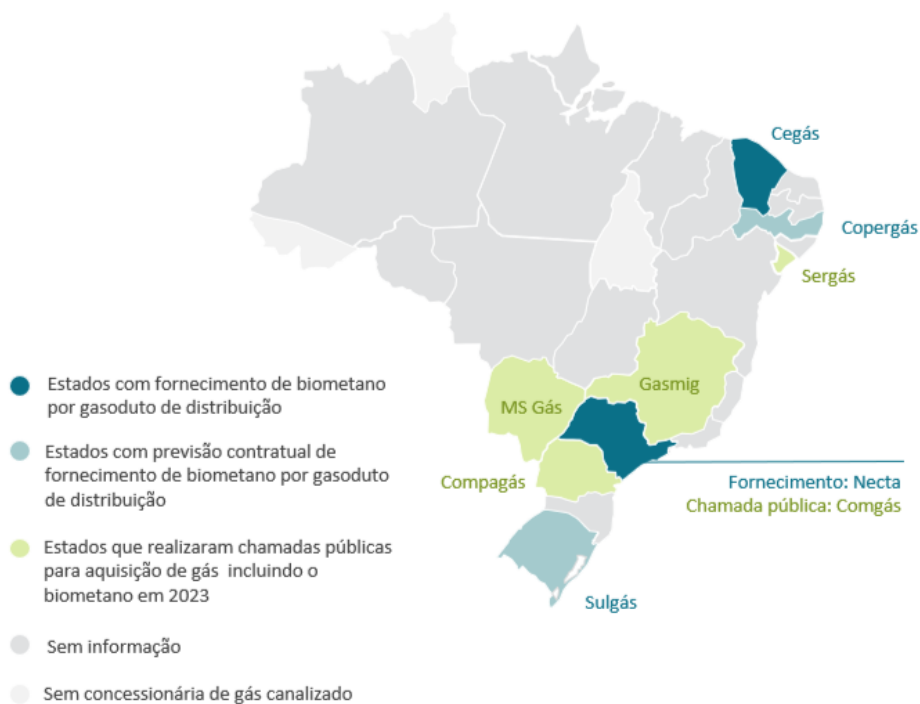 Cegás
Copergás
Sergás
Gasmig
MS Gás
Compagás
Fornecimento: Necta
Chamada pública: Comgás
Sulgás
Estados com fornecimento de biometano
por gasoduto de distribuição
Estados com previsão contratual de
fornecimento de biometano por gasoduto
de distribuição
Estados que realizaram chamadas públicas
para aquisição de gás incluindo o
biometano em 2023
Sem informação
Sem concessionária de gás canalizado